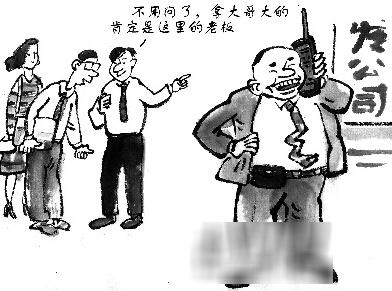 不用问了，拿大哥大的
肯定是这里的老板
发公司